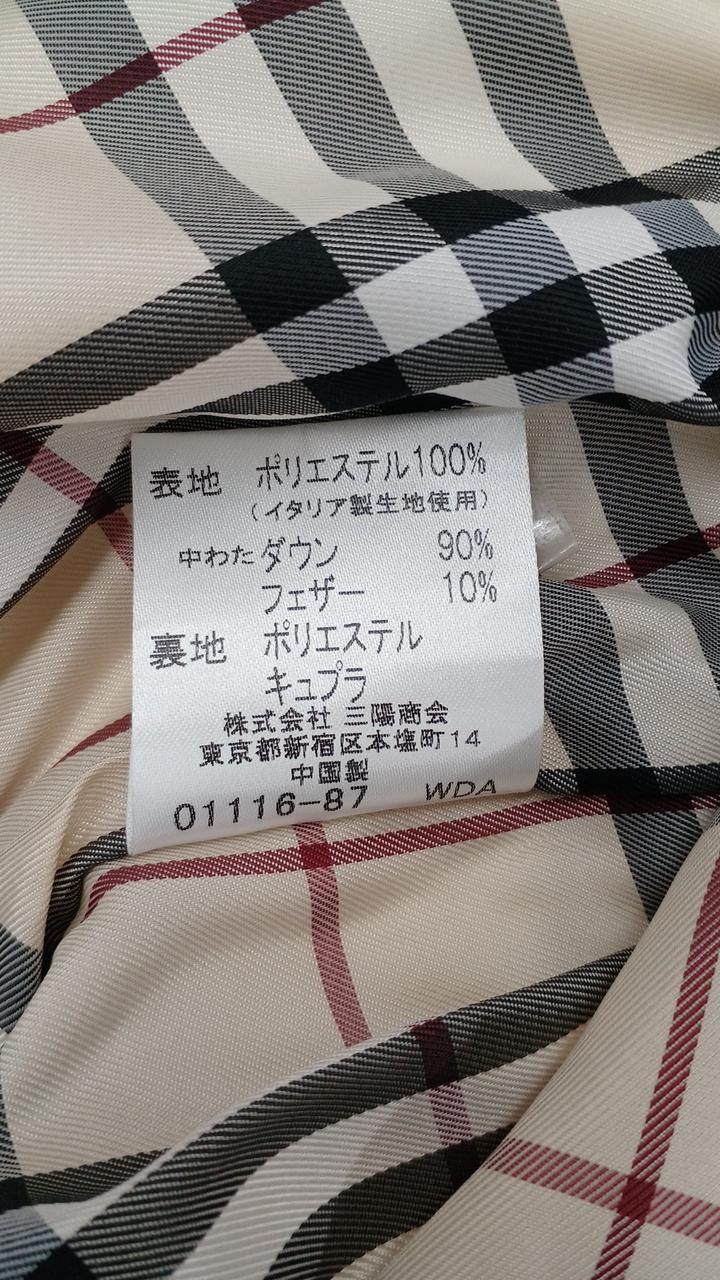 表地 ポリエステル100%
(イタリア製生地使用)
中わた ダウン 90%
フェザー 10%
裏地 ポリエステル
キュプラ
株式会社 三陽商会
東京都新宿区本塩町14
中国製
01116-87 WDA